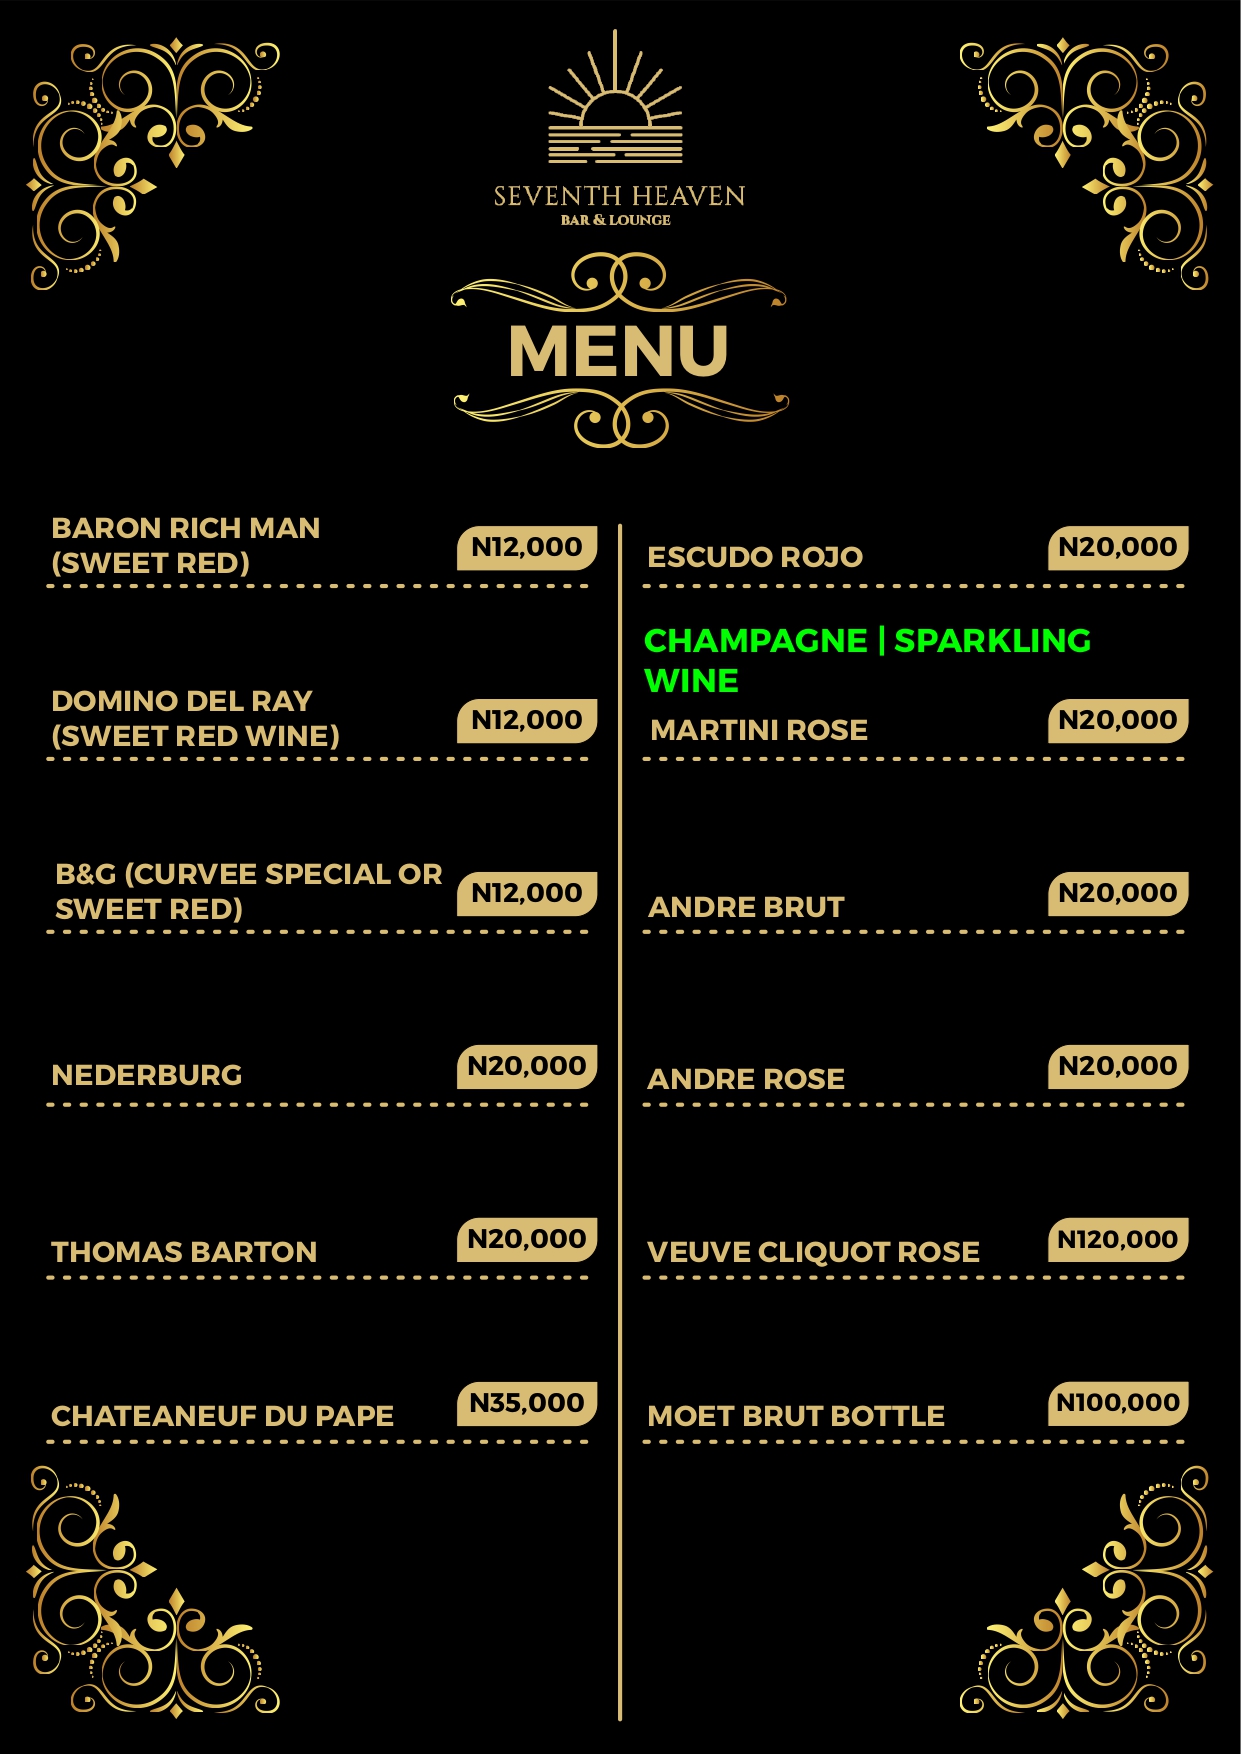 SEVENTH HEAVEN
BAR & LOUNGE
MENU
BARON RICH MAN
(SWEET RED)
N12,000
DOMINO DEL RAY
(SWEET RED WINE)
N12,000
B&G (CURVEE SPECIAL OR
SWEET RED)
N12,000
NEDERBURG
N20,000
THOMAS BARTON
N20,000
CHATEANEUF DU PAPE
N35,000
ESCUDO ROJO
N20,000
CHAMPAGNE | SPARKLING
WINE
MARTINI ROSE
N20,000
ANDRE BRUT
N20,000
ANDRE ROSE
N20,000
VEUVE CLIQUOT ROSE
N120,000
MOET BRUT BOTTLE
N100,000